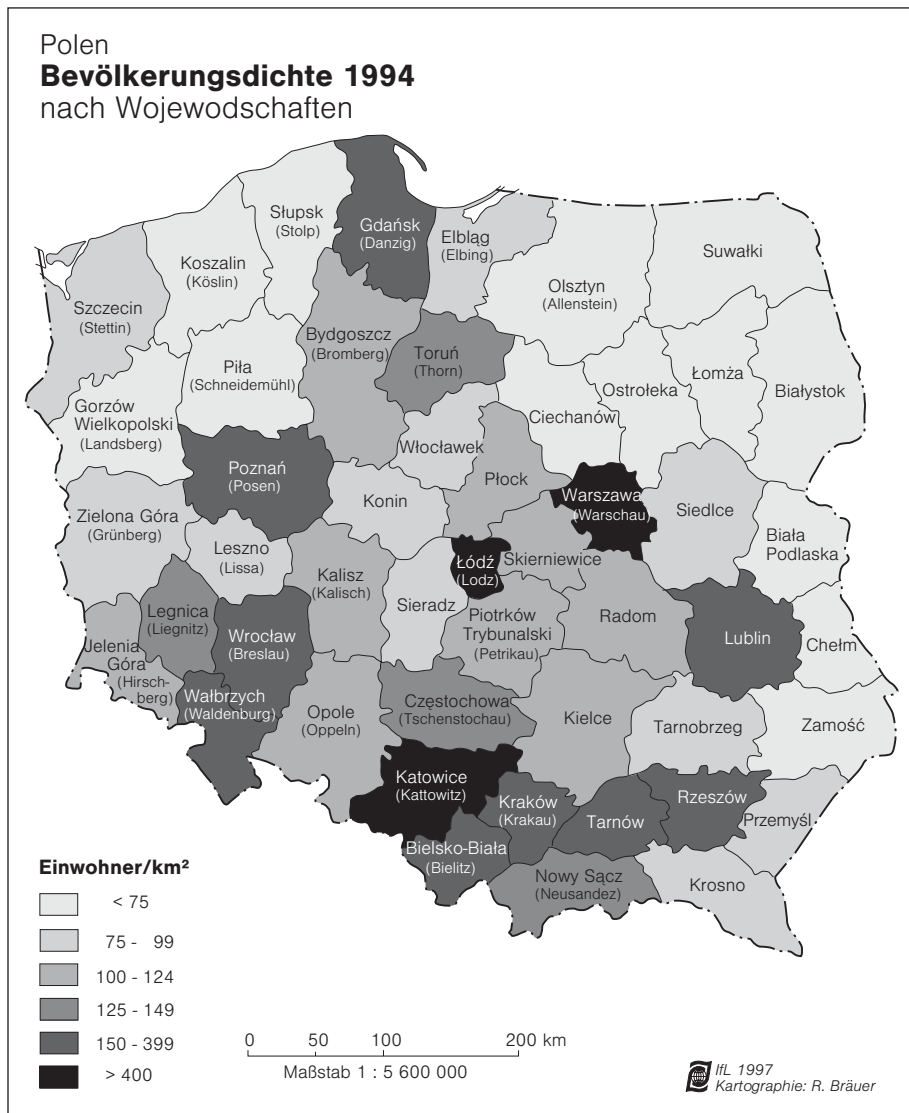 Polen
Bevölkerungsdichte 1994
nach Wojewodschaften
Słupsk
(Stolp)
Gdańsk
(Danzig)
Elbląg
(Elbing)
Suwałki
Koszalin
(Köslin)
Olsztyn
(Allenstein)
Szczecin
(Stettin)
Bydgoszcz
(Bromberg)
Toruń
(Thorn)
Piła
(Schneidemühl)
Łomża
Ostrołęka
Białystok
Gorzów
Wielkopolski
(Landsberg)
Ciechanów
Włocławek
Poznań
(Posen)
Płock
Konin
Warszawa
(Warschau)
Siedlce
Zielona Góra
(Grünberg)
Biała
Podlaska
Leszno
(Lissa)
Łódź
(Lodz)
Skierniewice
Kalisz
(Kalisch)
Sieradz
Legnica
(Liegnitz)
Piotrków
Trybunalski
(Petrikau)
Radom
Wrocław
(Breslau)
Lublin
Chełm
Jelenia
Góra
(Hirsch-
berg)
Wałbrzych
(Waldenburg)
Częstochowa
(Tschenstochau)
Opole
(Oppeln)
Kielce
Tarnobrzeg
Zamość
Katowice
(Kattowitz)
Kraków
(Krakau)
Tarnów
Rzeszów
Przemyśl
Bielsko-Biała
(Bielitz)
Nowy Sącz
(Neusandez)
Krosno
Einwohner/km²
< 75
75 - 99
100 - 124
125 - 149
150 - 399
> 400
0 50 100 200 km
Maßstab 1 : 5 600 000
IfL 1997
Kartographie: R. Bräuer